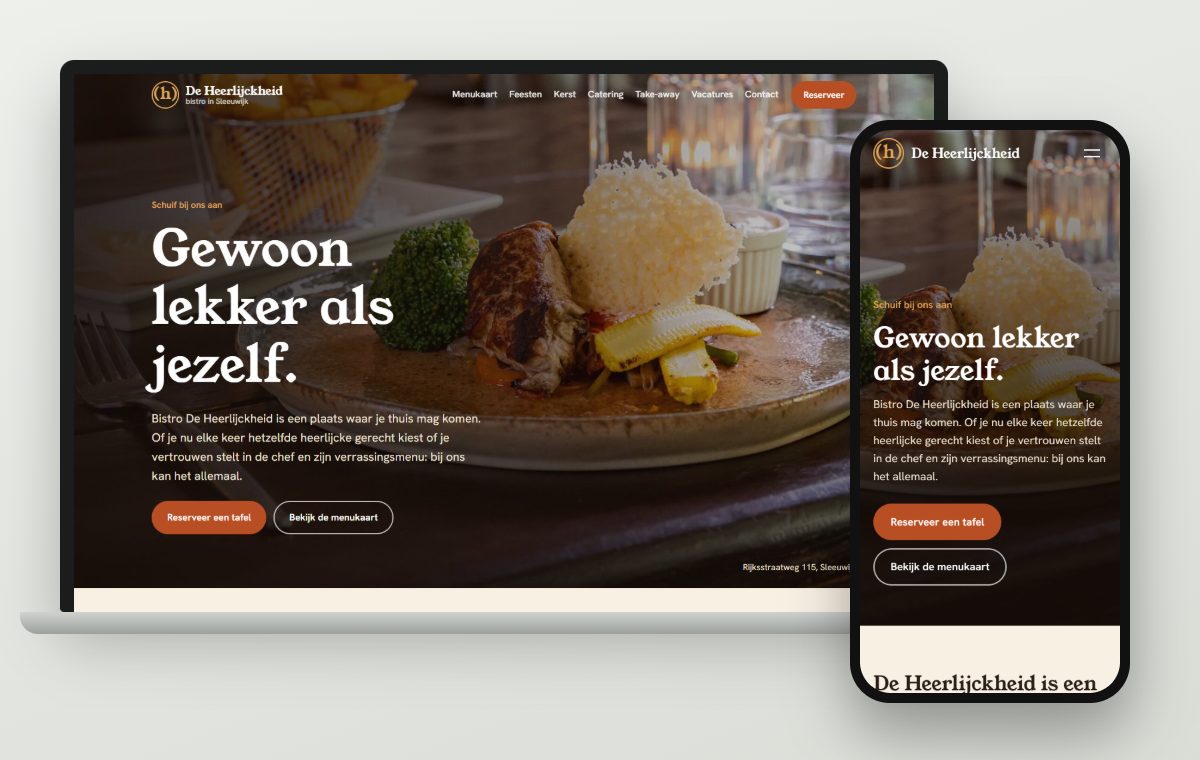 h
De Heerlijckheid
bistro in Sleeuwijk
Menukaart Feesten Kerst Catering Take-away Vacatures Contact Reserveer
Schuif bij ons aan
Gewoon
lekker als
jezelf.
Bistro De Heerlijckheid is een plaats waar je thuis mag komen.
Of je nu elke keer hetzelfde heerlijcke gerecht kiest of je
vertrouwen stelt in de chef en zijn verrassingsmenu: bij ons
kan het allemaal.
Reserveer een tafel Bekijk de menukaart
Rijksstraatweg 115, Sleeuwi
h
De Heerlijckheid
Schuif bij ons aan
Gewoon lekker
als jezelf.
Bistro De Heerlijckheid is een plaats waar je
thuis mag komen. Of je nu elke keer hetzelfde
heerlijcke gerecht kiest of je vertrouwen stelt
in de chef en zijn verrassingsmenu: bij ons kan
het allemaal.
Reserveer een tafel
Bekijk de menukaart
De Heerlijckheid is een